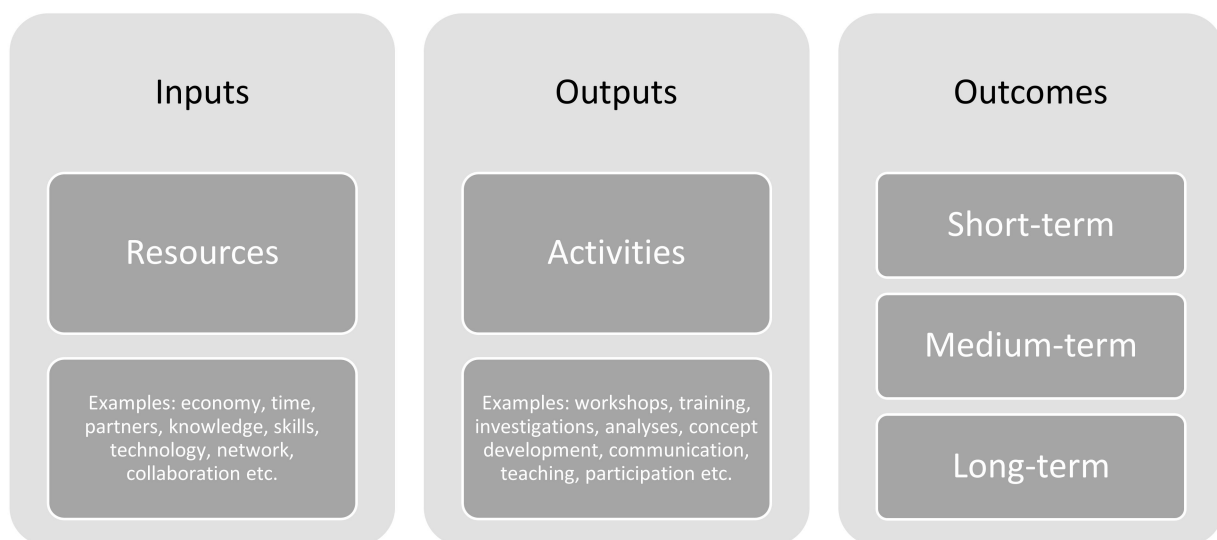 Inputs
Resources
Examples: economy, time,
partners, knowledge, skills,
technology, network,
collaboration etc.
Outputs
Activities
Examples: workshops, training,
investigations, analyses, concept
development, communication,
teaching, participation etc.
Outcomes
Short-term
Medium-term
Long-term